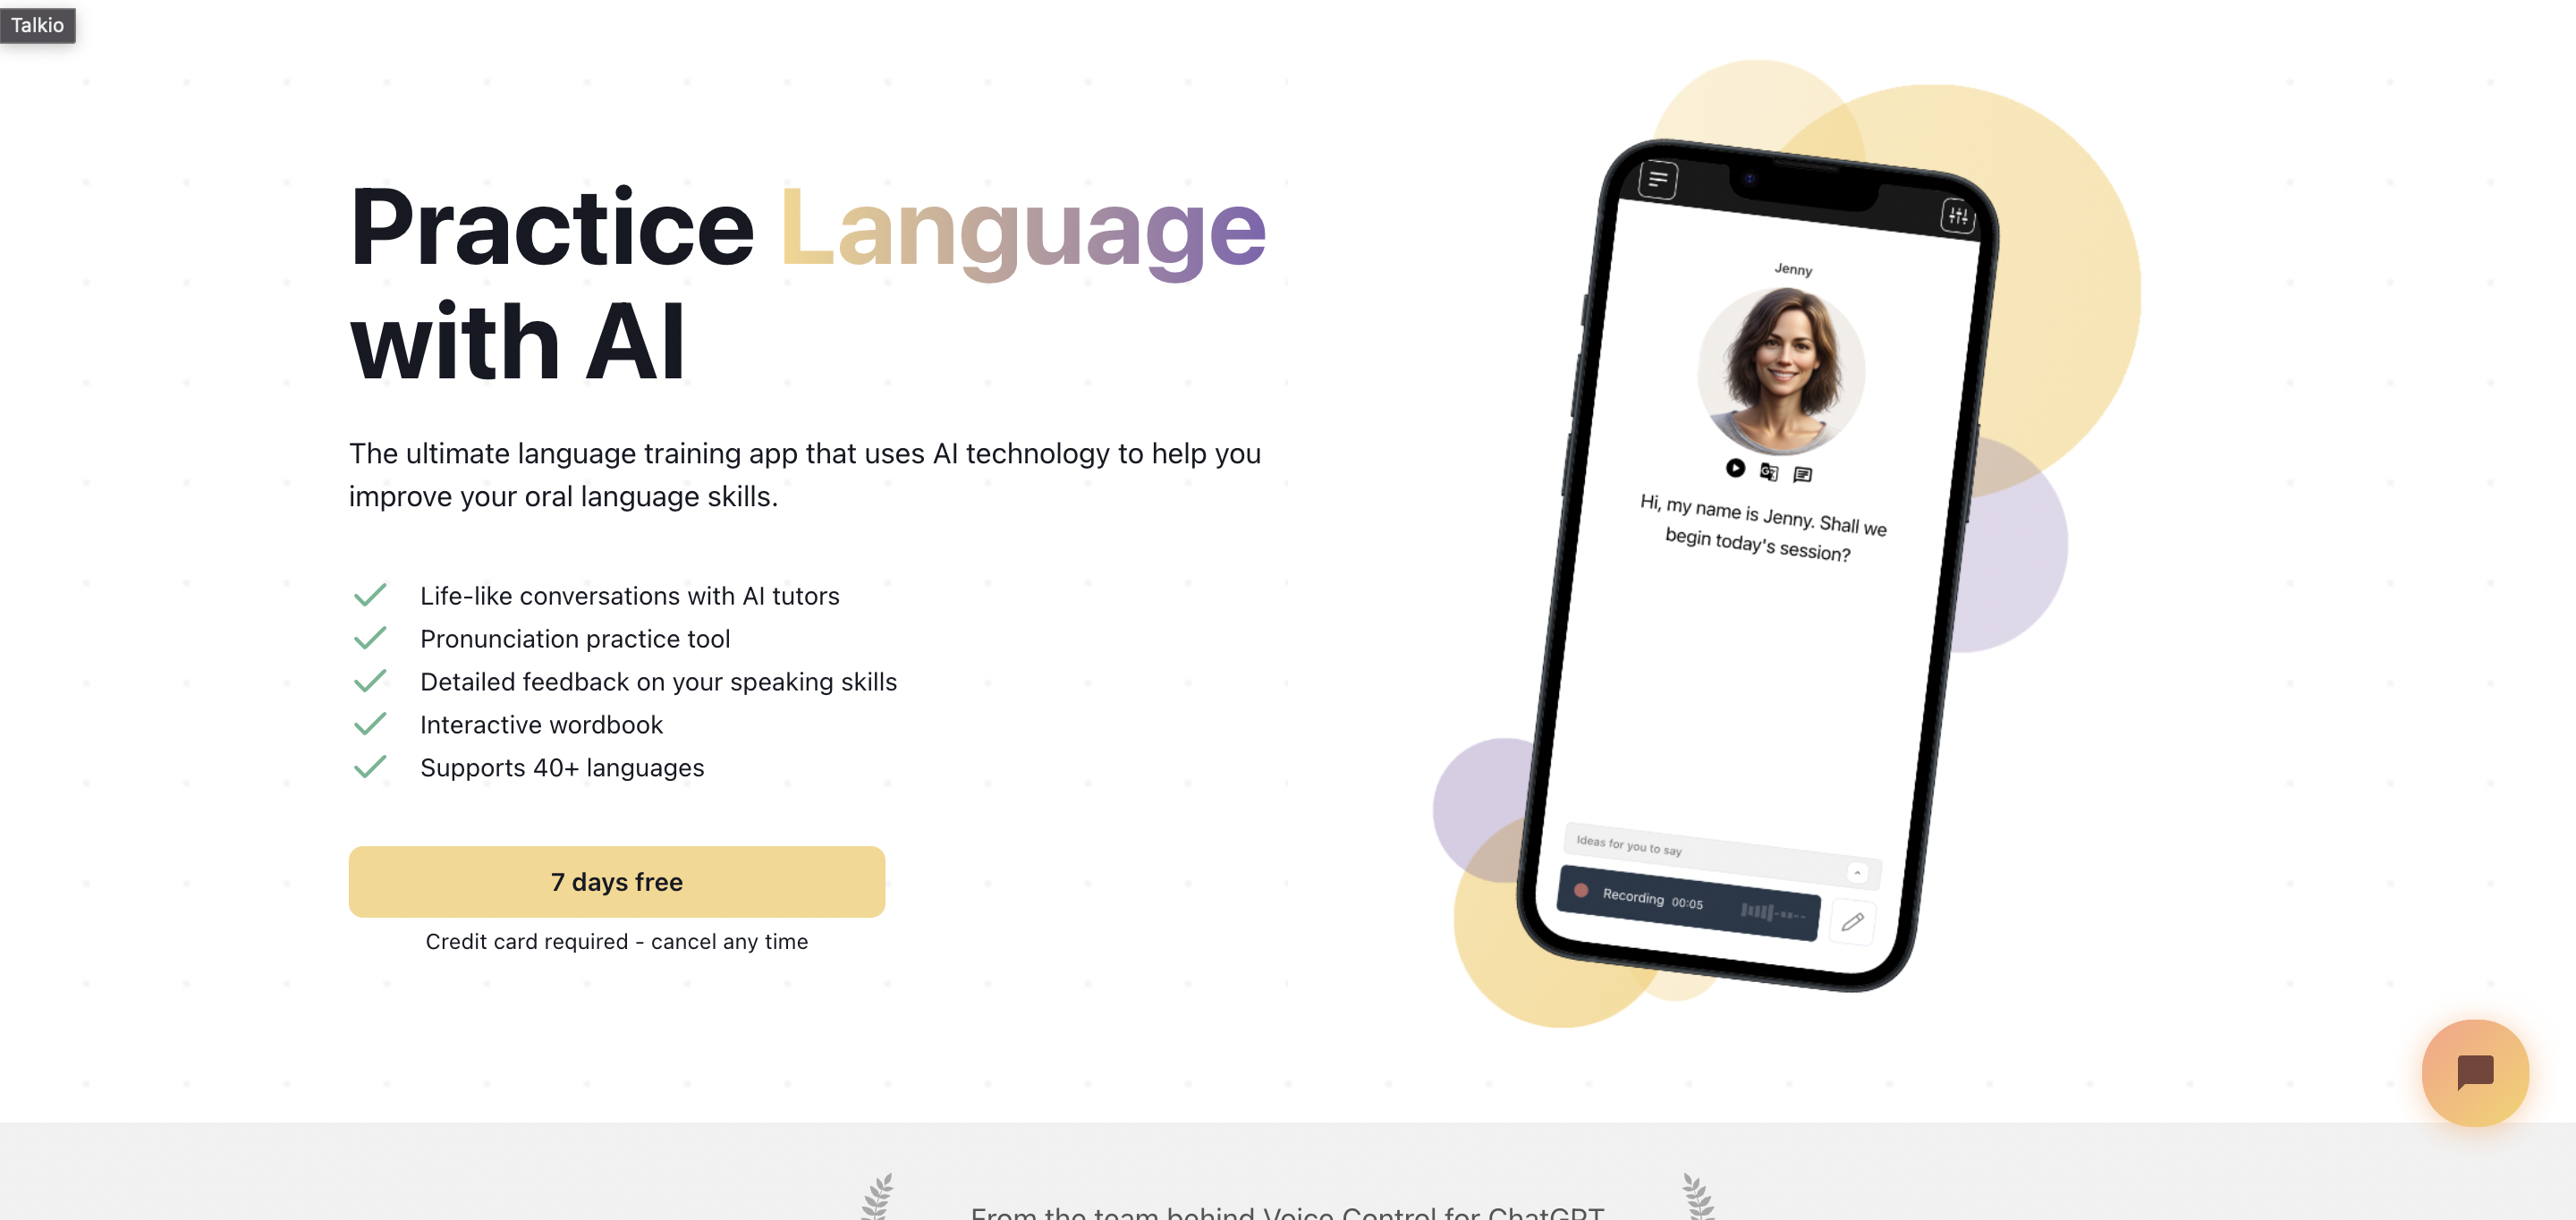 Talkio
Practice Language
with AI
The ultimate language training app that uses AI technology to help you
improve your oral language skills.
Life-like conversations with AI tutors
Pronunciation practice tool
Detailed feedback on your speaking skills
Interactive wordbook
Supports 40+ languages
7 days free
Credit card required - cancel any time
Jenny
Hi, my name is Jenny. Shall we
begin today's session?
Ideas for you to say
Recording 00:05
From the team behind Voice Control for ChatGPT